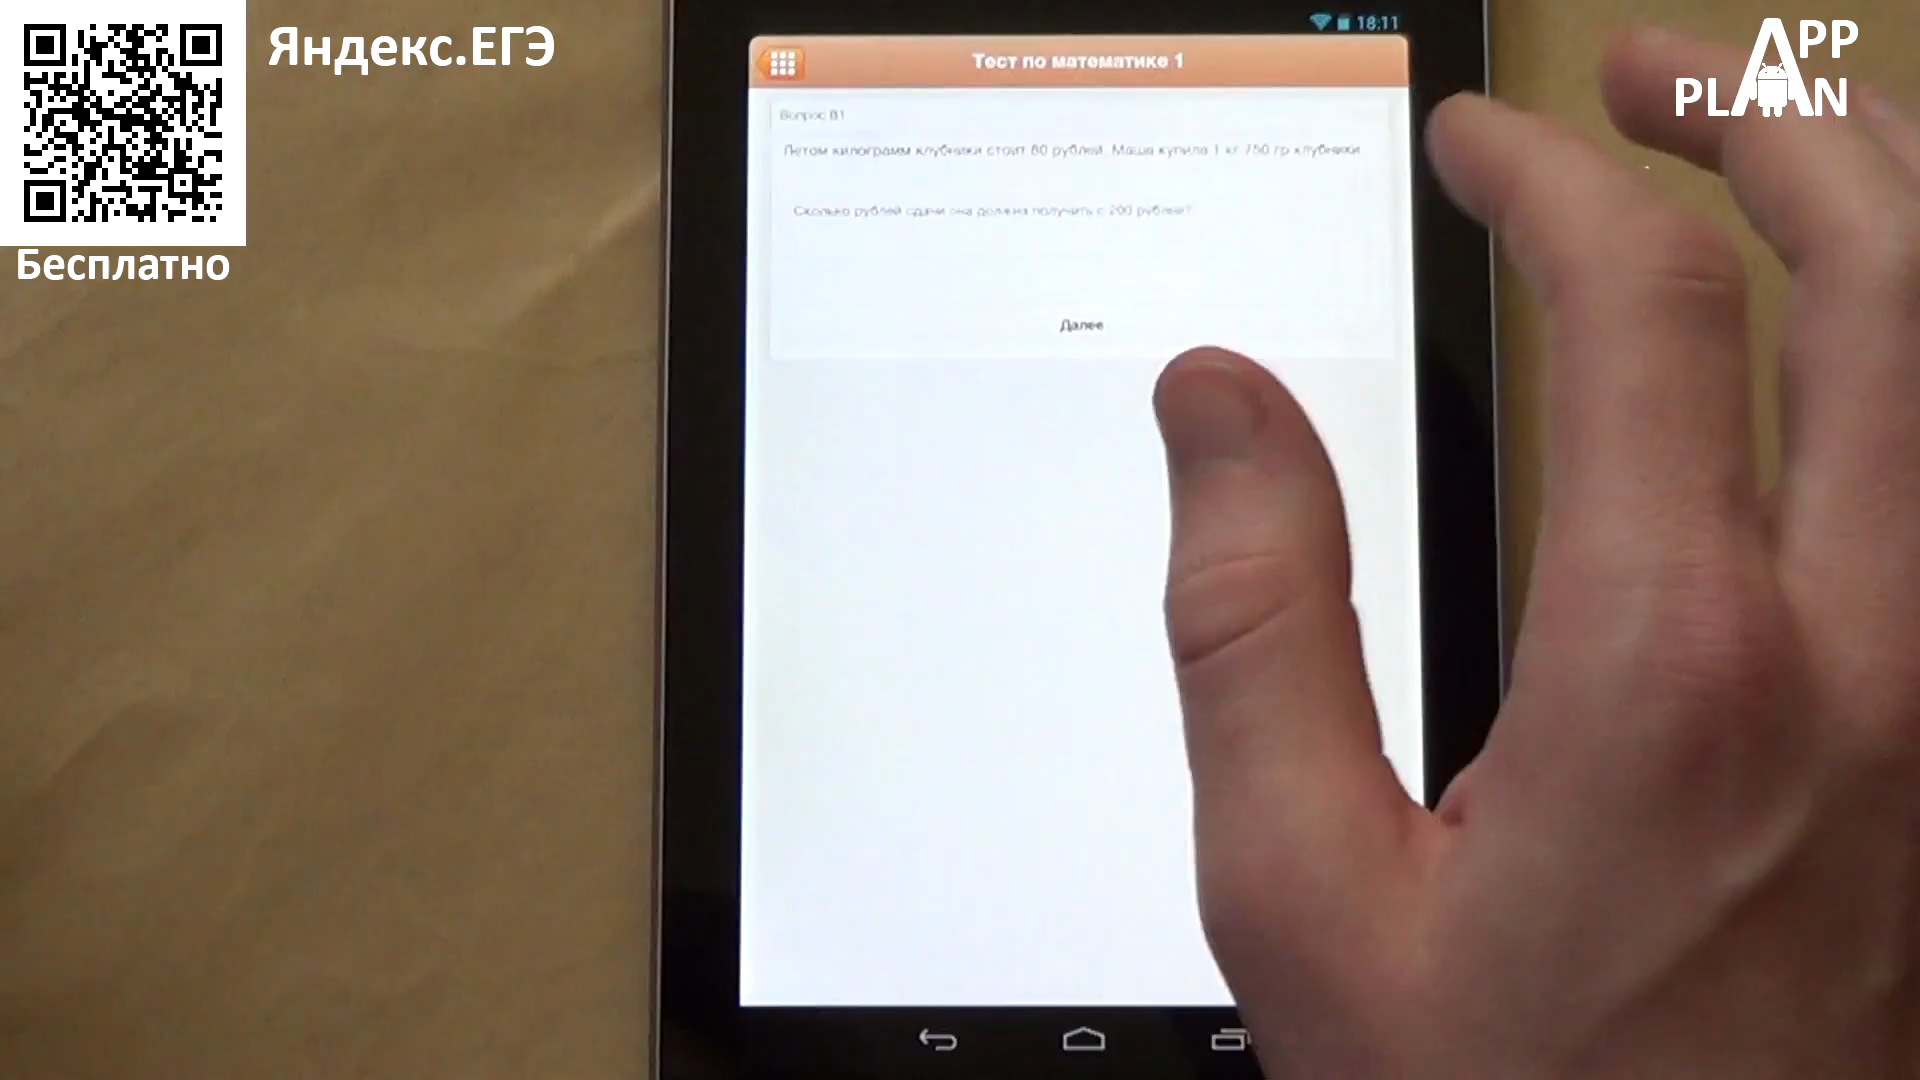 Яндекс.ЕГЭ
Бесплатно
APP
PLAN
18:11
Тест по математике 1
Вопрос B1
Летом килограмм клубники стоит 80 рублей. Маша купила 1 кг 750 гр клубники
Сколько рублей сдачи она должна получить с 200 рублей?
Далее